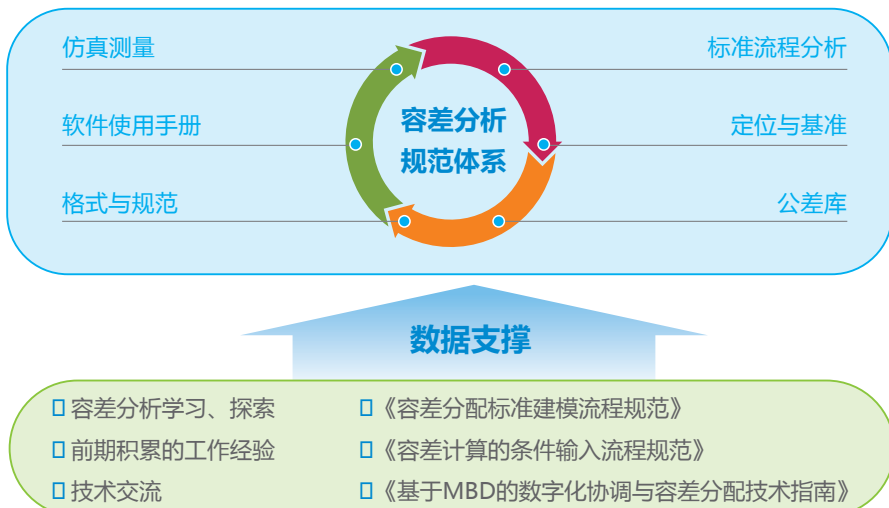 仿真测量
标准流程分析
软件使用手册
容差分析
规范体系
定位与基准
格式与规范
公差库
数据支撑
容差分析学习、探索
《容差分配标准建模流程规范》
前期积累的工作经验
《容差计算的条件输入流程规范》
技术交流
《基于MBD的数字化协调与容差分配技术指南》